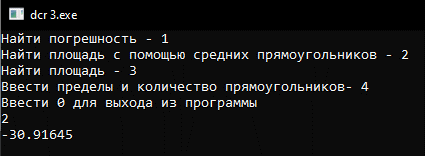 dcr 3.exe
Найти погрешность - 1
Найти площадь с помощью средних прямоугольников - 2
Найти площадь - 3
Ввести пределы и количество прямоугольников- 4
Ввести 0 для выхода из программы
2
-30.91645